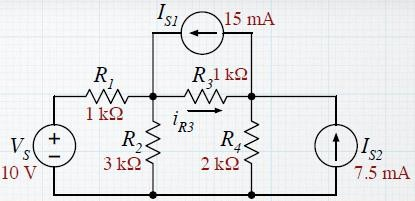 I_S1 15 mA
R_1 R_3 1 kΩ
1 kΩ i_R3
V_S + R_2 R_4 I_S2
10 V 3 kΩ 2 kΩ 7.5 mA